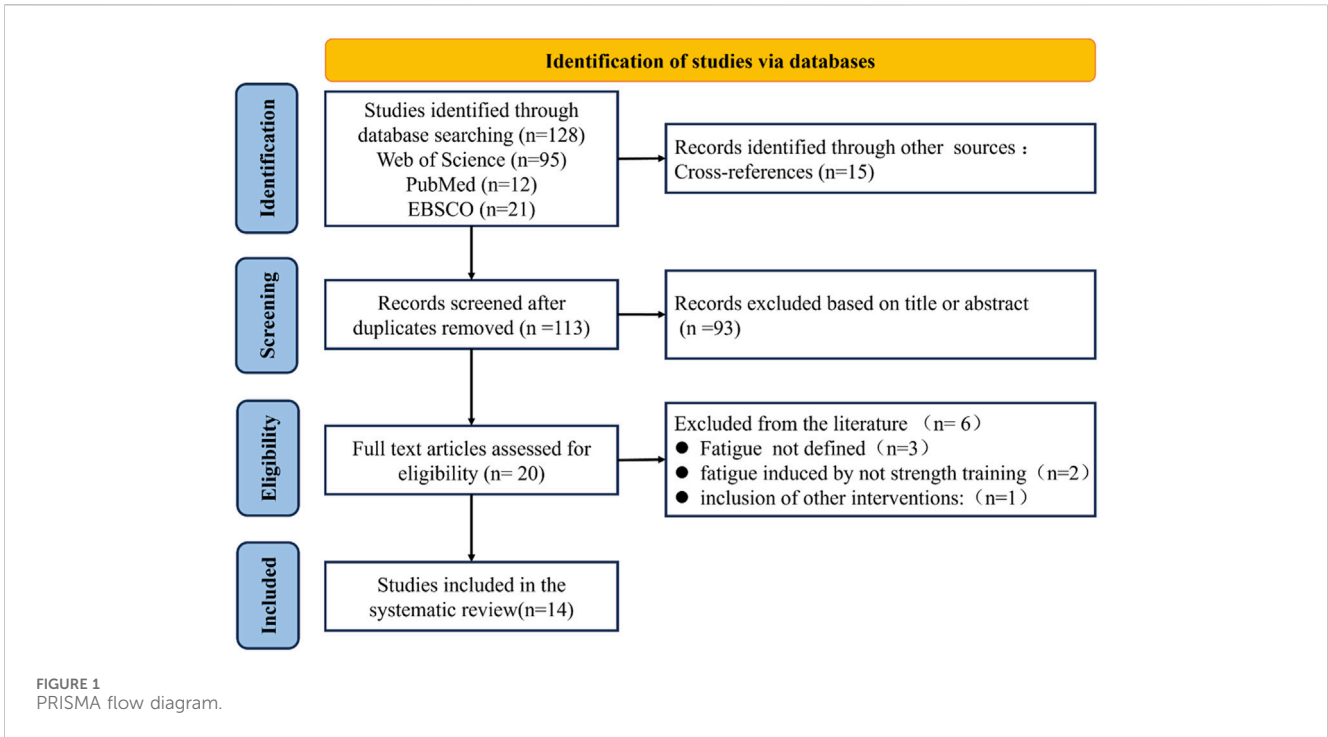 Identification of studies via databases
Identification
Studies identified through
database searching (n=128)
Web of Science (n=95)
PubMed (n=12)
EBSCO (n=21)
Records identified through other sources：
Cross-references (n=15)
Screening
Records screened after
duplicates removed (n =113)
Records excluded based on title or abstract
(n =93)
Eligibility
Full text articles assessed for
eligibility (n= 20)
Excluded from the literature （n= 6）
● Fatigue not defined（n=3）
● fatigue induced by not strength training（n=2）
● inclusion of other interventions:（n=1）
Included
Studies included in the
systematic review(n=14)
FIGURE 1
PRISMA flow diagram.